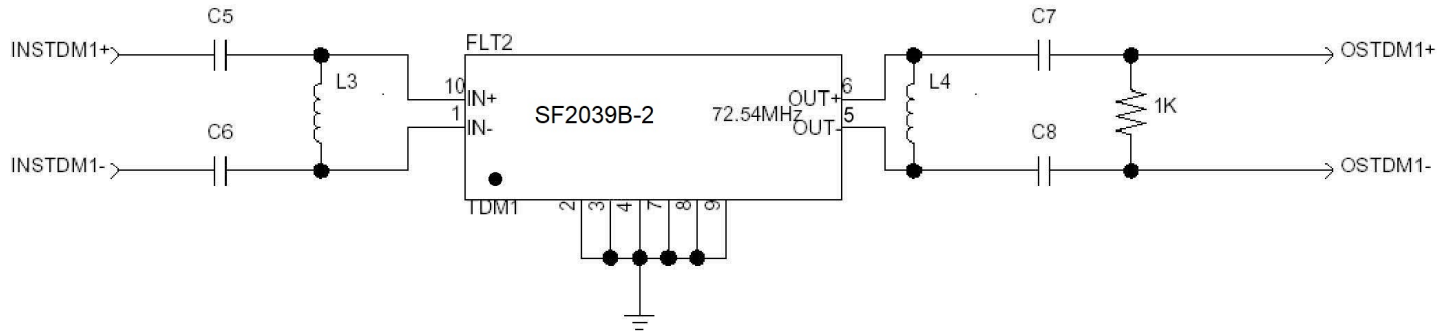 C5
C7
INSTDM1+
FLT2
OSTDM1+
L3
10
IN+
SF2039B-2
72.54MHz
OUT+
6
L4
1K
1
IN-
OUT-
5
C6
C8
INSTDM1-
OSTDM1-
TDM1
2
3
4
7
8
9